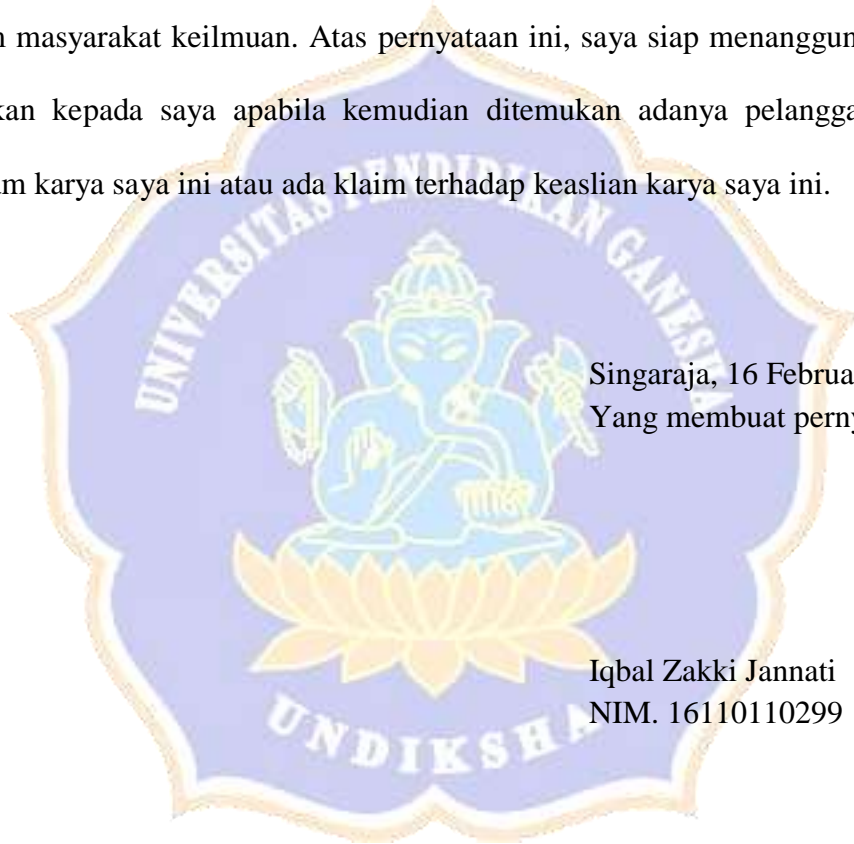 n masyarakat keilmuan. Atas pernyataan ini, saya siap menanggun
kan kepada saya apabila kemudian ditemukan adanya pelangga
m karya saya ini atau ada klaim terhadap keaslian karya saya ini.
UNIVERSITAS PENDIDIKAN GANESHA
Singaraja, 16 Februa
Yang membuat perny
Iqbal Zakki Jannati
NIM. 16110110299
UNDIKSHA